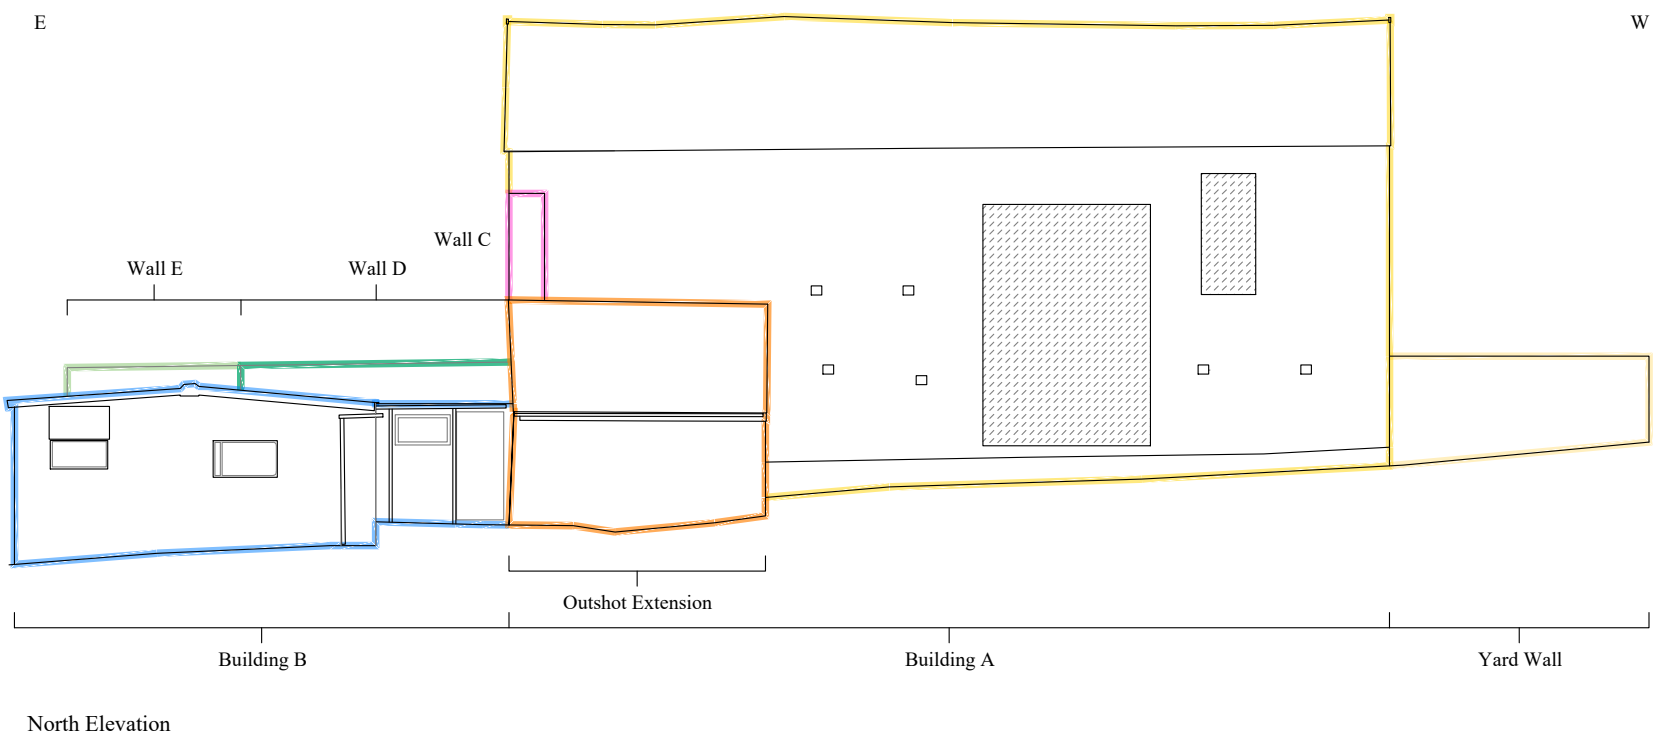 E
W
Wall C
Wall E
Wall D
Outshot Extension
Building B
Building A
Yard Wall
North Elevation